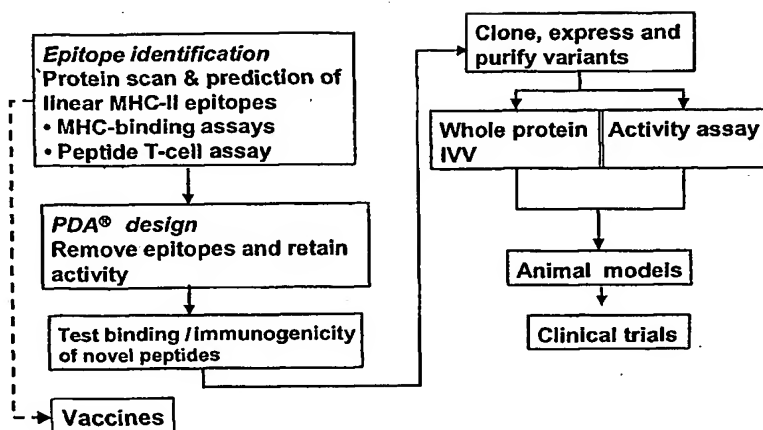 Epitope identification
Protein scan & prediction of
linear MHC-II epitopes
• MHC-binding assays
• Peptide T-cell assay
PDA® design
Remove epitopes and retain
activity
Test binding / immunogenicity
of novel peptides
Vaccines
Clone, express and
purify variants
Whole protein
IVV
Activity assay
Animal models
Clinical trials